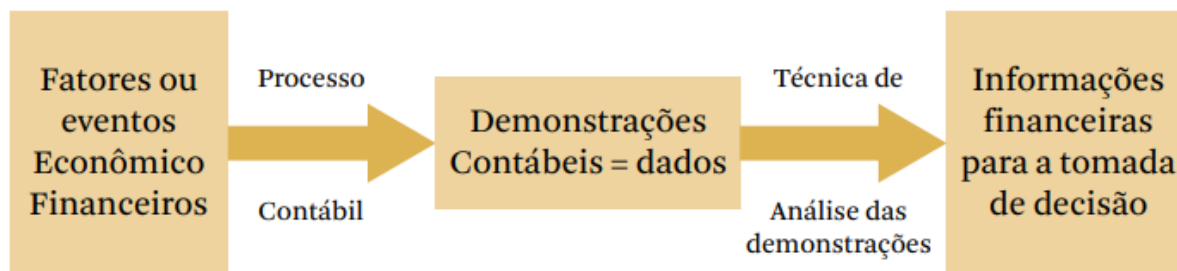 Fatores ou
eventos
Econômico
Financeiros
Processo
Contábil
Demonstrações
Contábeis = dados
Técnica de
Análise das
demonstrações
Informações
financeiras
para a tomada
de decisão